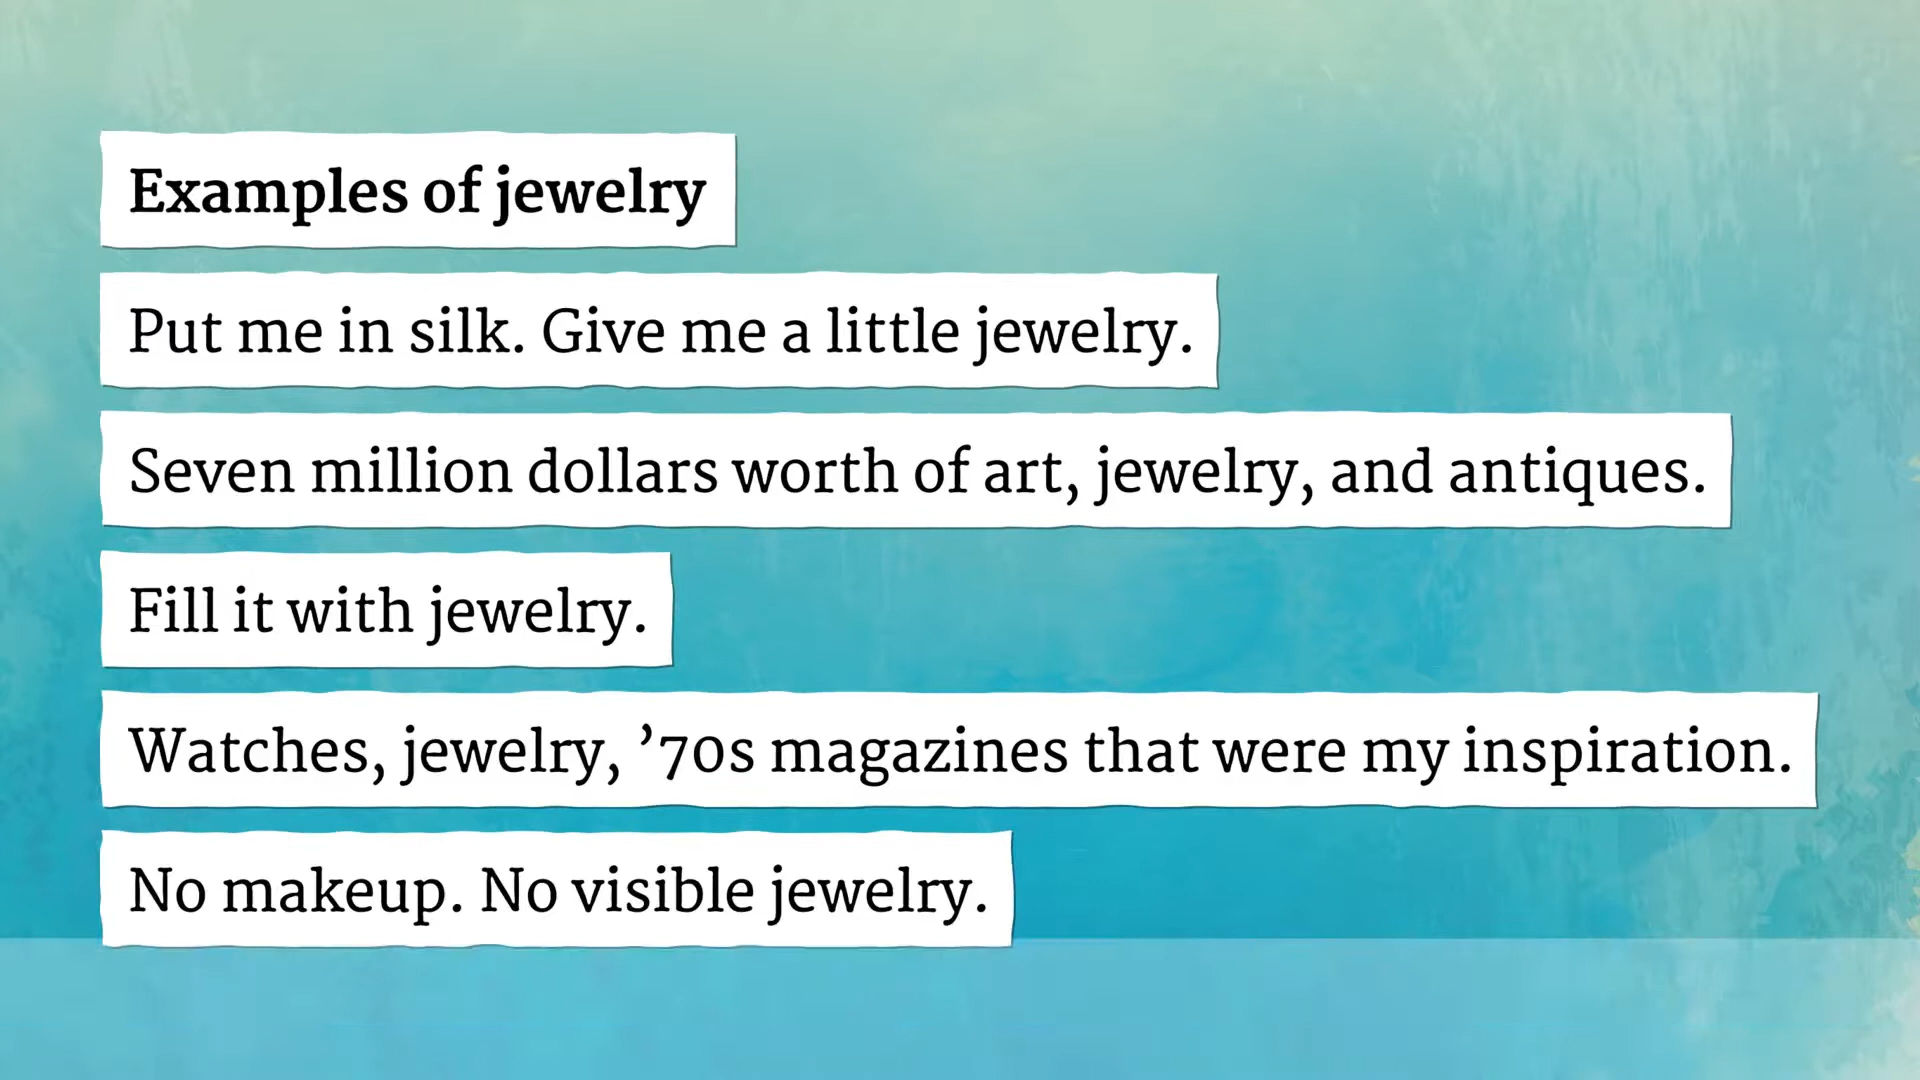 Examples of jewelry
Put me in silk. Give me a little jewelry.
Seven million dollars worth of art, jewelry, and antiques.
Fill it with jewelry.
Watches, jewelry, ’70s magazines that were my inspiration.
No makeup. No visible jewelry.